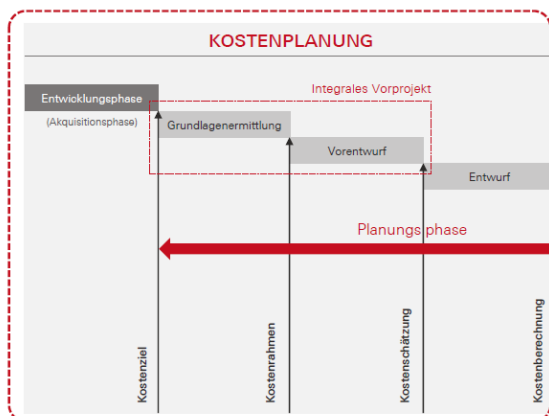 KOSTENPLANUNG
Integrales Vorprojekt
Entwicklungsphase
(Akquisitionsphase)
Grundlagenermittlung
Vorentwurf
Entwurf
Planungsphase
Kostenziel
Kostenrahmen
Kostenschätzung
Kostenberechnung